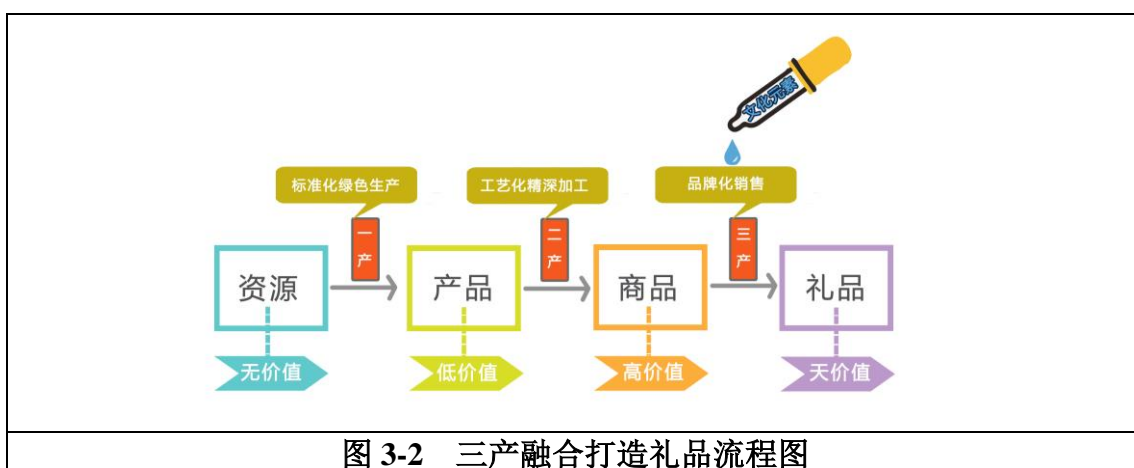 文化元素
标准化绿色生产
工艺化精深加工
品牌化销售
一产
二产
三产
资源
产品
商品
礼品
无价值
低价值
高价值
天价值
图 3-2 三产融合打造礼品流程图